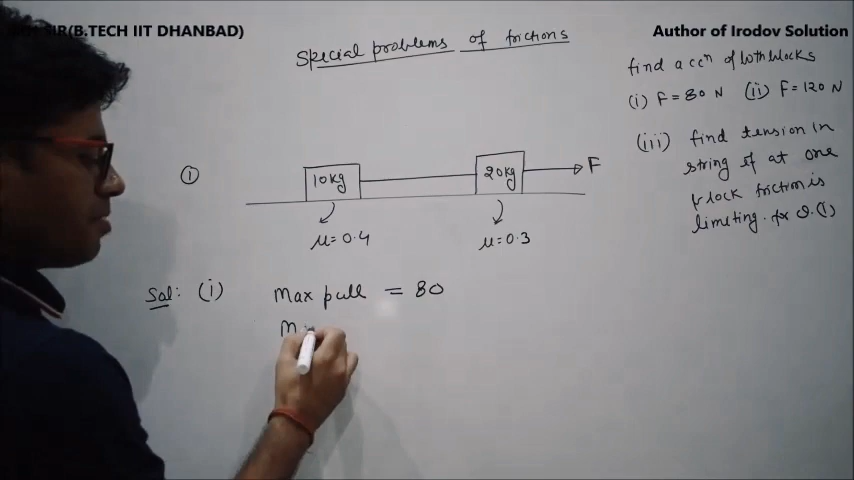 SIR(B.TECH IIT DHANBAD)
Author of Irodov Solution
Special problems of frictions
find accⁿ of both blocks
(i) F = 80 N (ii) F = 120 N
(iii) find tension in
string if at one
block friction is
limiting. for Q.(i)
① 10kg 20kg F
μ=0.4 μ=0.3
Sol: (i) Max pull = 80
M